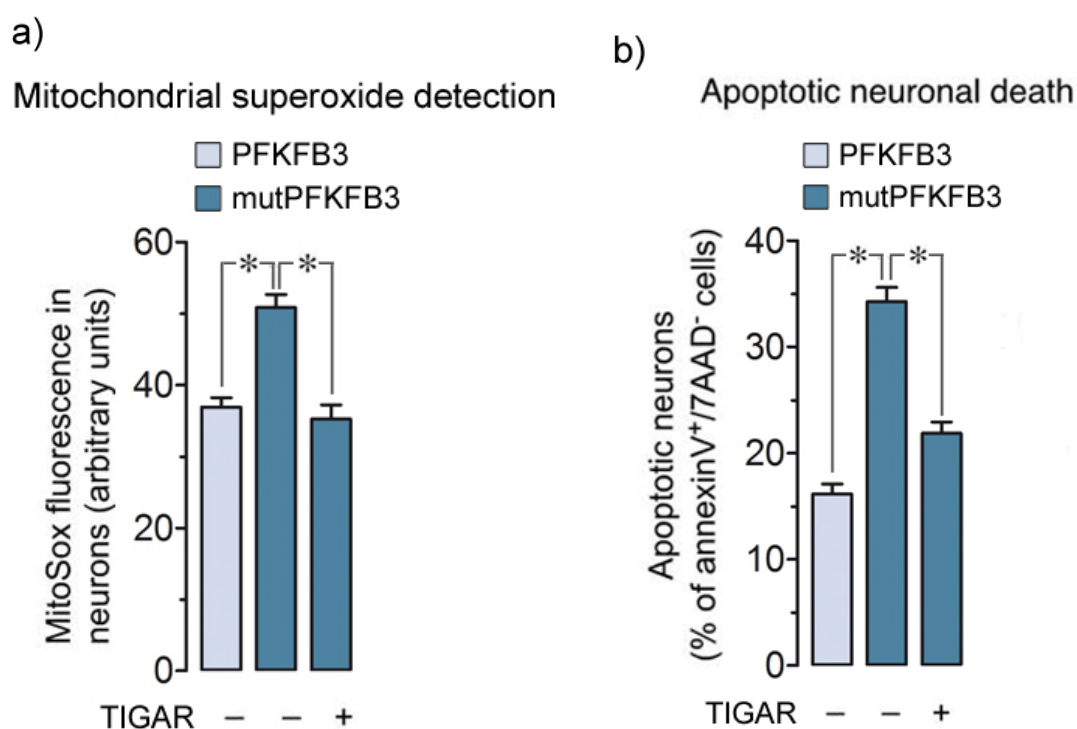 a)
Mitochondrial superoxide detection
PFKFB3
mutPFKFB3
MitoSox fluorescence in
neurons (arbitrary units)
60
40
20
0
* *
TIGAR – – +
b)
Apoptotic neuronal death
PFKFB3
mutPFKFB3
Apoptotic neurons
(% of annexinV⁺/7AAD⁻ cells)
40
30
20
10
0
* *
TIGAR – – +